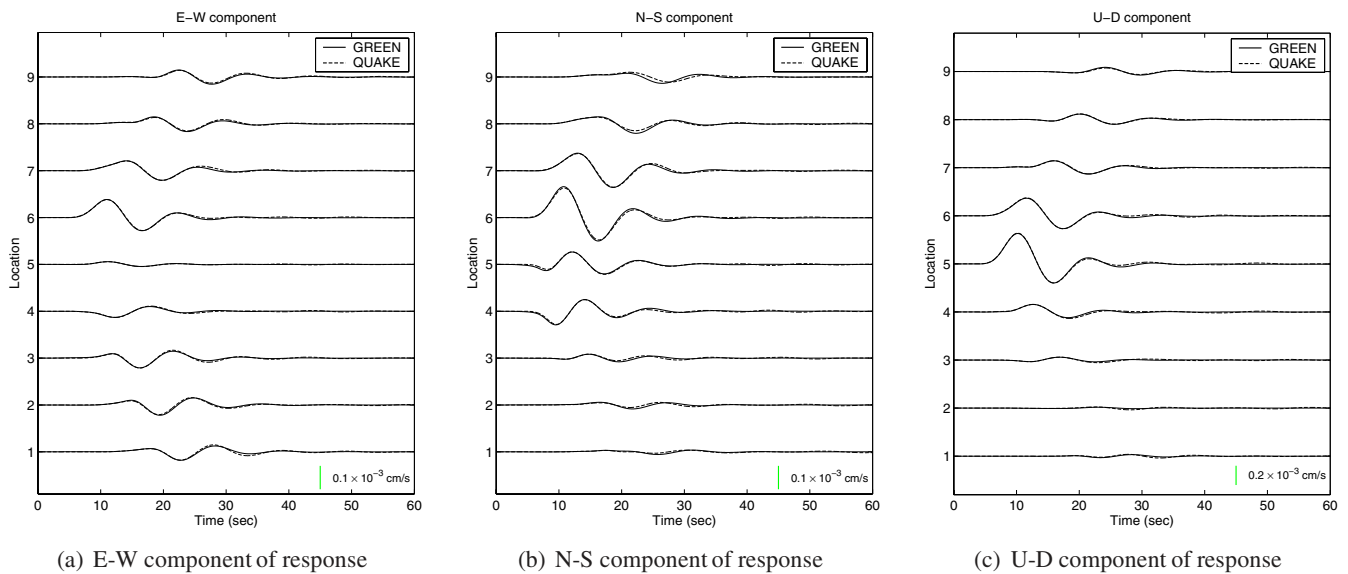 E−W component
GREEN
QUAKE
9
8
7
6
5
4
3
2
1
Location
0.1 × 10−3 cm/s
0 10 20 30 40 50 60
Time (sec)
(a) E-W component of response
N−S component
GREEN
QUAKE
9
8
7
6
5
4
3
2
1
Location
0.1 × 10−3 cm/s
0 10 20 30 40 50 60
Time (sec)
(b) N-S component of response
U−D component
GREEN
QUAKE
9
8
7
6
5
4
3
2
1
Location
0.2 × 10−3 cm/s
0 10 20 30 40 50 60
Time (sec)
(c) U-D component of response